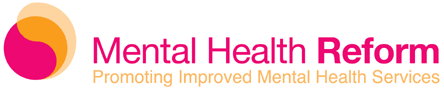 Mental Health Reform
Promoting Improved Mental Health Services